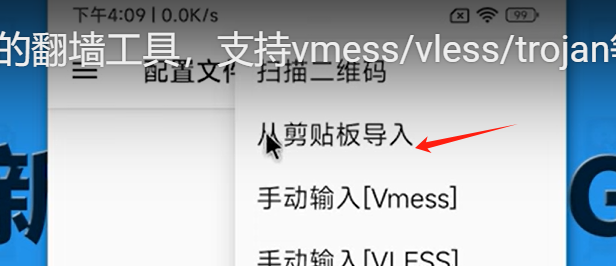 下午4:09 | 0.0K/s
99
的翻墙工具，支持vmess/vless/trojan等
配置文件
扫描二维码
从剪贴板导入
新
G
手动输入[Vmess]
手动输入[VLESS]